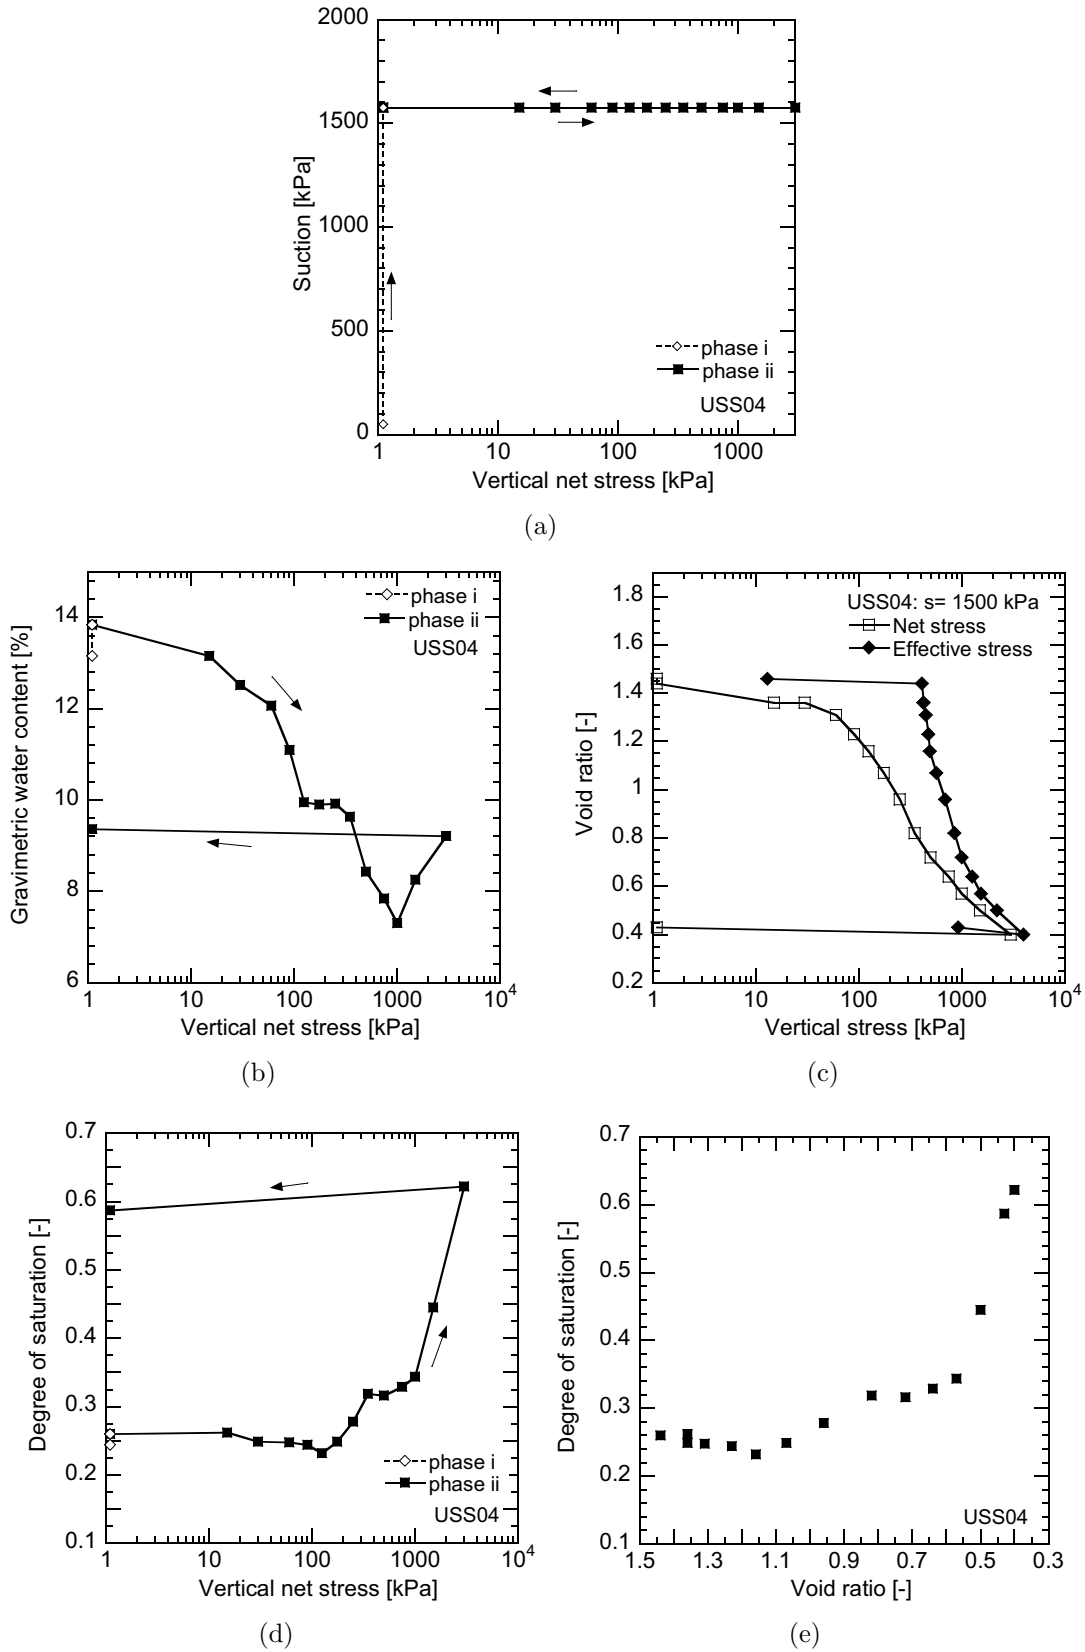 2000
1500
1000
500
0
Suction [kPa]
phase i
phase ii
USS04
1 10 100 1000
Vertical net stress [kPa]
(a)
14
12
10
8
6
Gravimetric water content [%]
phase i
phase ii
USS04
1 10 100 1000 10^4
Vertical net stress [kPa]
(b)
1.8
1.6
1.4
1.2
1
0.8
0.6
0.4
0.2
Void ratio [-]
USS04: s= 1500 kPa
Net stress
Effective stress
1 10 100 1000 10^4
Vertical stress [kPa]
(c)
0.7
0.6
0.5
0.4
0.3
0.2
0.1
Degree of saturation [-]
phase i
phase ii
USS04
1 10 100 1000 10^4
Vertical net stress [kPa]
(d)
0.7
0.6
0.5
0.4
0.3
0.2
0.1
Degree of saturation [-]
USS04
1.5 1.3 1.1 0.9 0.7 0.5 0.3
Void ratio [-]
(e)